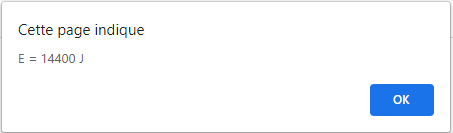 Cette page indique
E = 14400 J
OK